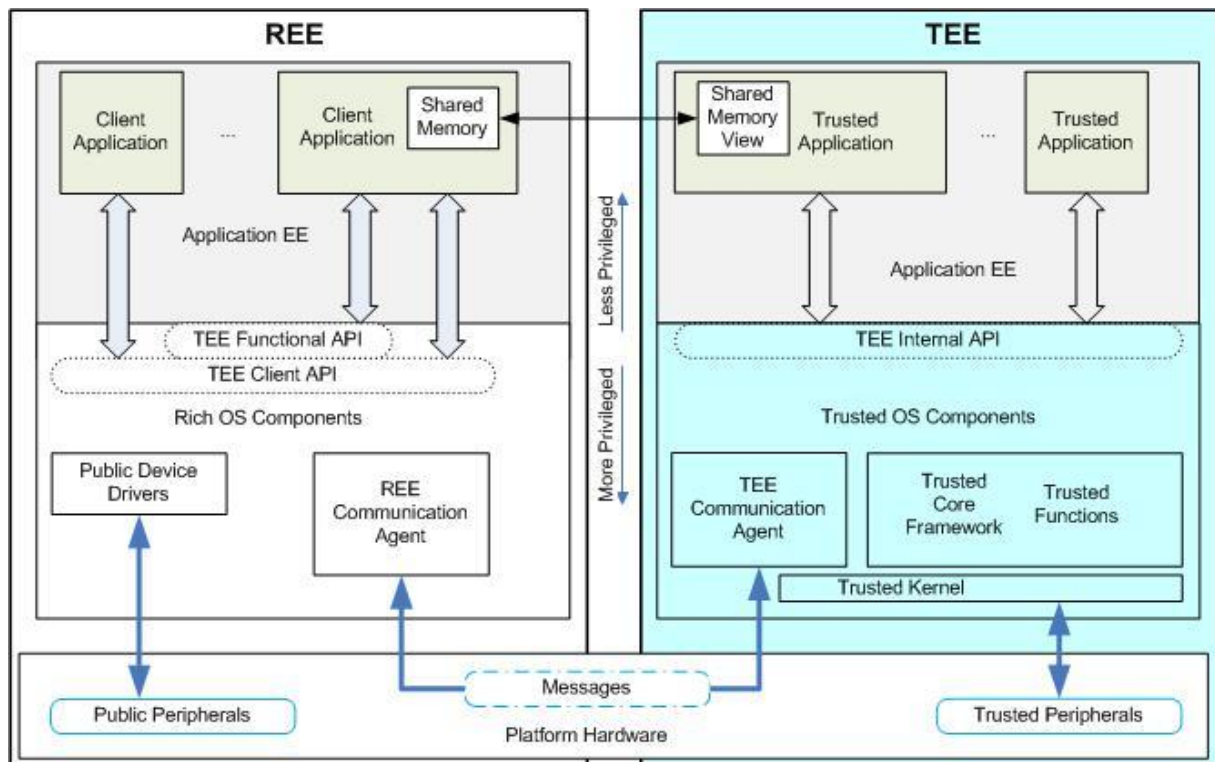 REE
TEE
Client
Application
...
Client
Application
Shared
Memory
Shared
Memory
View
Trusted
Application
...
Trusted
Application
Application EE
Less Privileged
Application EE
TEE Functional API
TEE Client API
TEE Internal API
Rich OS Components
More Privileged
Trusted OS Components
Public Device
Drivers
REE
Communication
Agent
TEE
Communication
Agent
Trusted
Core
Framework
Trusted
Functions
Trusted Kernel
Messages
Public Peripherals
Trusted Peripherals
Platform Hardware